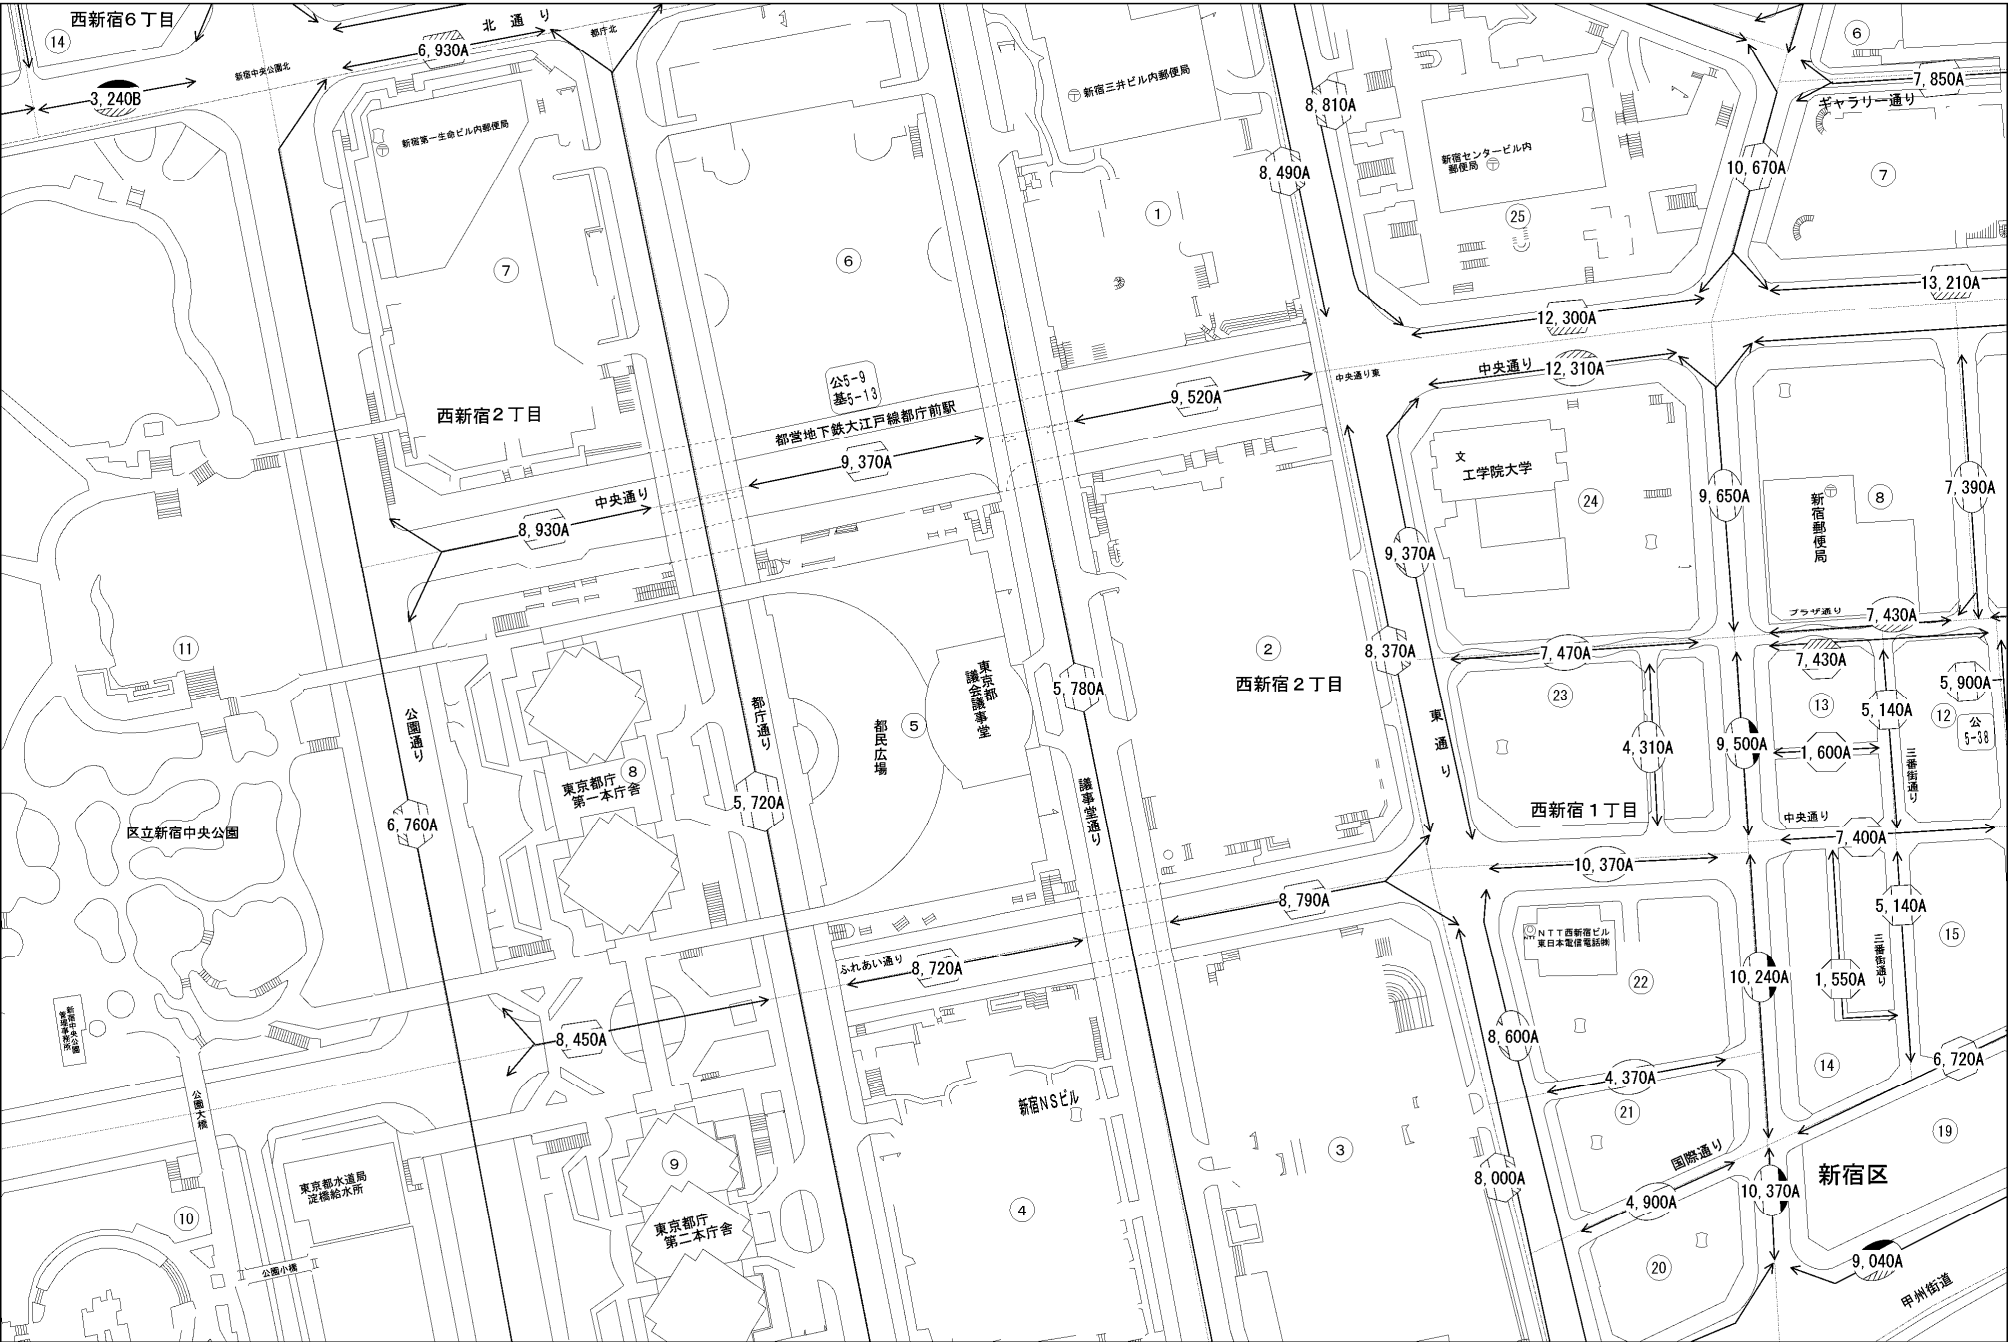 西新宿６丁目
14
3,240B
新宿中央公園北
北通り
6,930A
都庁北
新宿第一生命ビル内郵便局
7
西新宿２丁目
6
公5-9
基5-13
都営地下鉄大江戸線都庁前駅
9,370A
中央通り
8,930A
新宿三井ビル内郵便局
1
8,490A
8,810A
9,520A
中央通り東
新宿センタービル内
郵便局
25
10,670A
6
7,850A
ギャラリー通り
7
13,210A
12,300A
中央通り
12,310A
文
工学院大学
24
9,370A
9,650A
新宿郵便局
8
7,390A
プラザ通り
7,430A
7,430A
8,370A
7,470A
23
東通り
4,310A
9,500A
13
5,140A
5,900A
12
公
5-38
1,600A
三番街通り
西新宿１丁目
中央通り
7,400A
2
西新宿２丁目
5,780A
議事堂通り
東京都
議会議事堂
5
都民広場
都庁通り
5,720A
東京都庁
第一本庁舎
8
公園通り
6,760A
11
区立新宿中央公園
新宿中央公園
管理事務所
公園大橋
10
公園小橋
東京都水道局
淀橋給水所
8,450A
ふれあい通り
8,720A
8,790A
9
東京都庁
第二本庁舎
新宿NSビル
4
3
10,370A
NTT西新宿ビル
東日本電信電話㈱
22
8,600A
10,240A
5,140A
三番街通り
1,550A
15
14
6,720A
4,370A
21
8,000A
国際通り
4,900A
10,370A
新宿区
19
20
9,040A
甲州街道